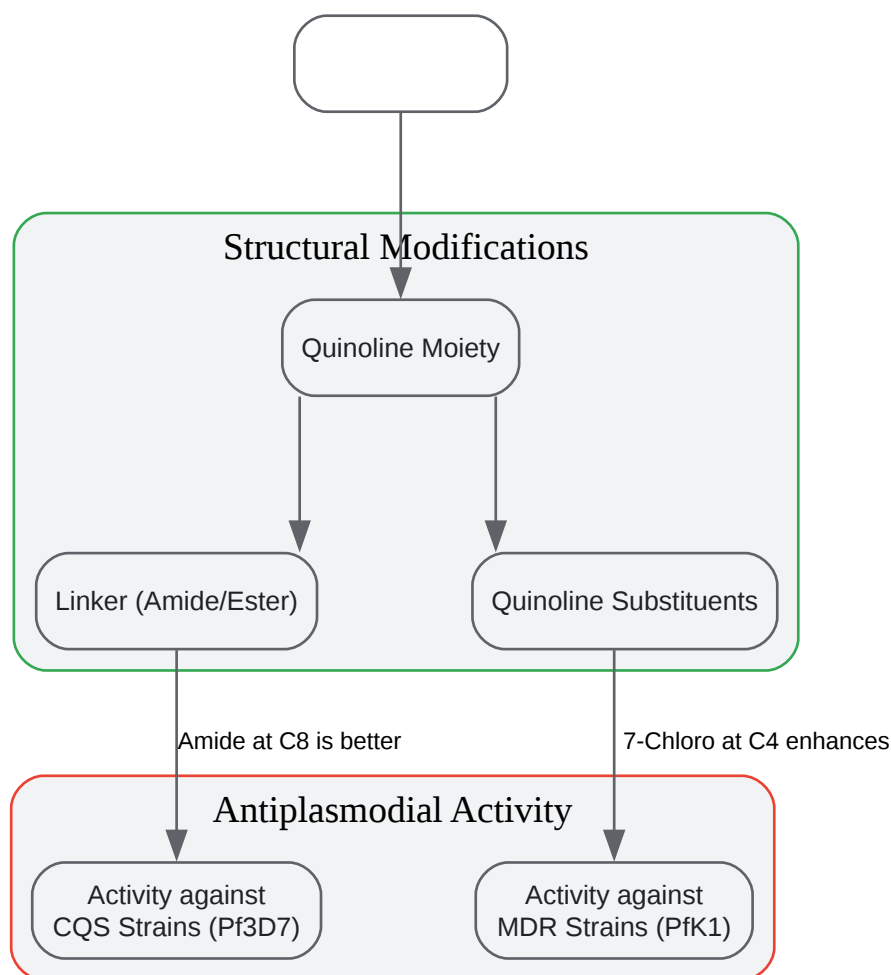 Structural Modifications
Quinoline Moiety
Linker (Amide/Ester)
Quinoline Substituents
Amide at C8 is better
7-Chloro at C4 enhances
Antiplasmodial Activity
Activity against
CQS Strains (Pf3D7)
Activity against
MDR Strains (PfK1)